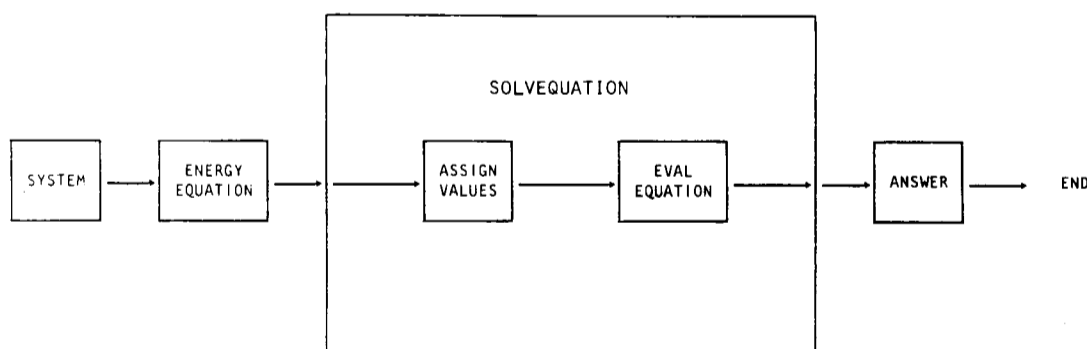 SOLVEQUATION
SYSTEM
ENERGY
EQUATION
ASSIGN
VALUES
EVAL
EQUATION
ANSWER
END